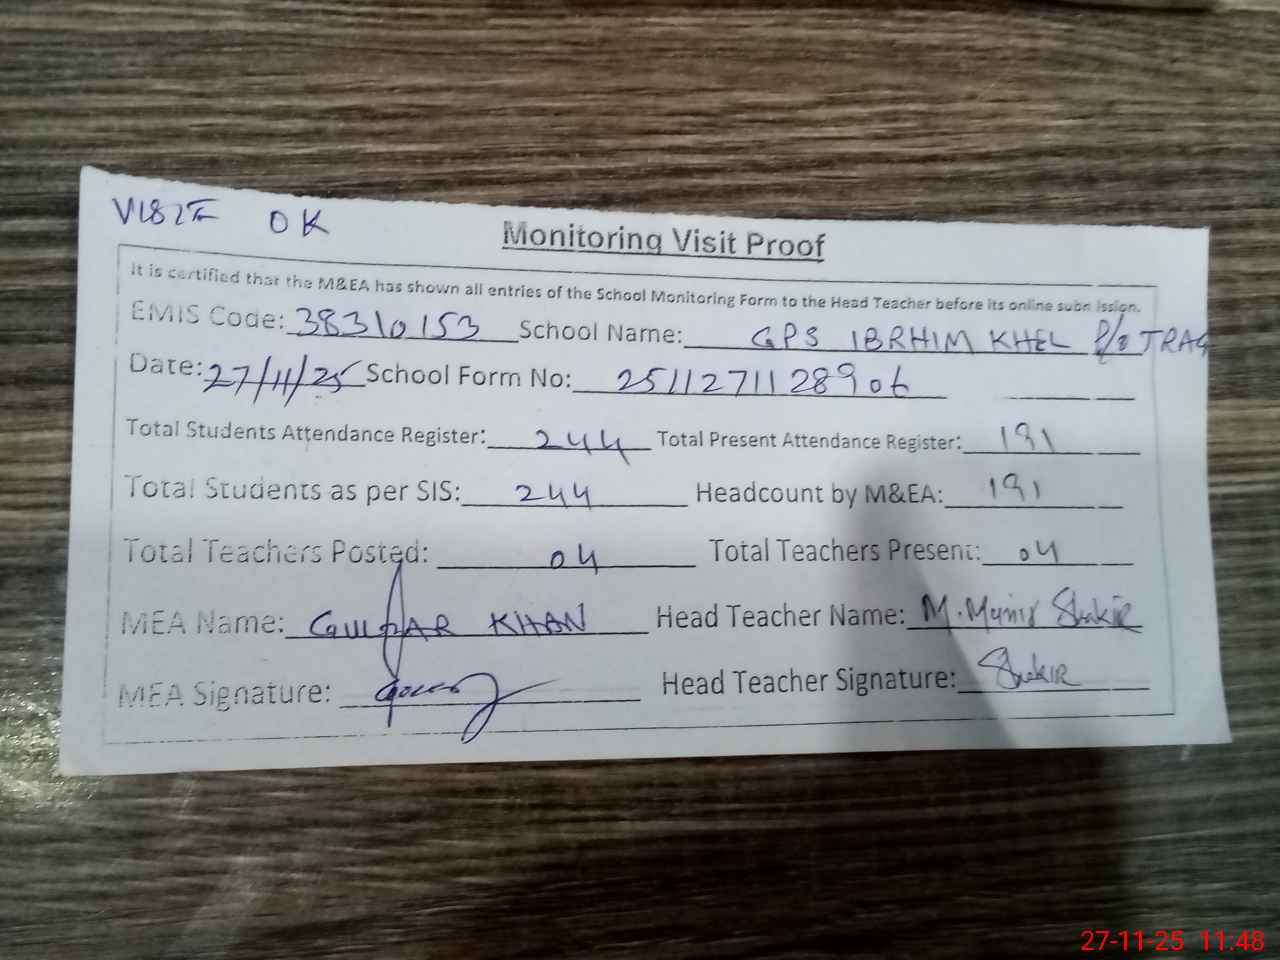 VISIT OK
Monitoring Visit Proof
It is certified that the M&EA has shown all entries of the School Monitoring Form to the Head Teacher before its online submission.
EMIS Code: 38310153 School Name: GPS IBRHIM KHEL P/O TRAG
Date: 27/11/25 School Form No: 2511271128906
Total Students Attendance Register: 244 Total Present Attendance Register: 191
Total Students as per SIS: 244 Headcount by M&EA: 191
Total Teachers Posted: 04 Total Teachers Present: 04
MEA Name: KHAN Head Teacher Name: M. Munir Shakir
MEA Signature: Head Teacher Signature: Shakir
27-11-25 11:48